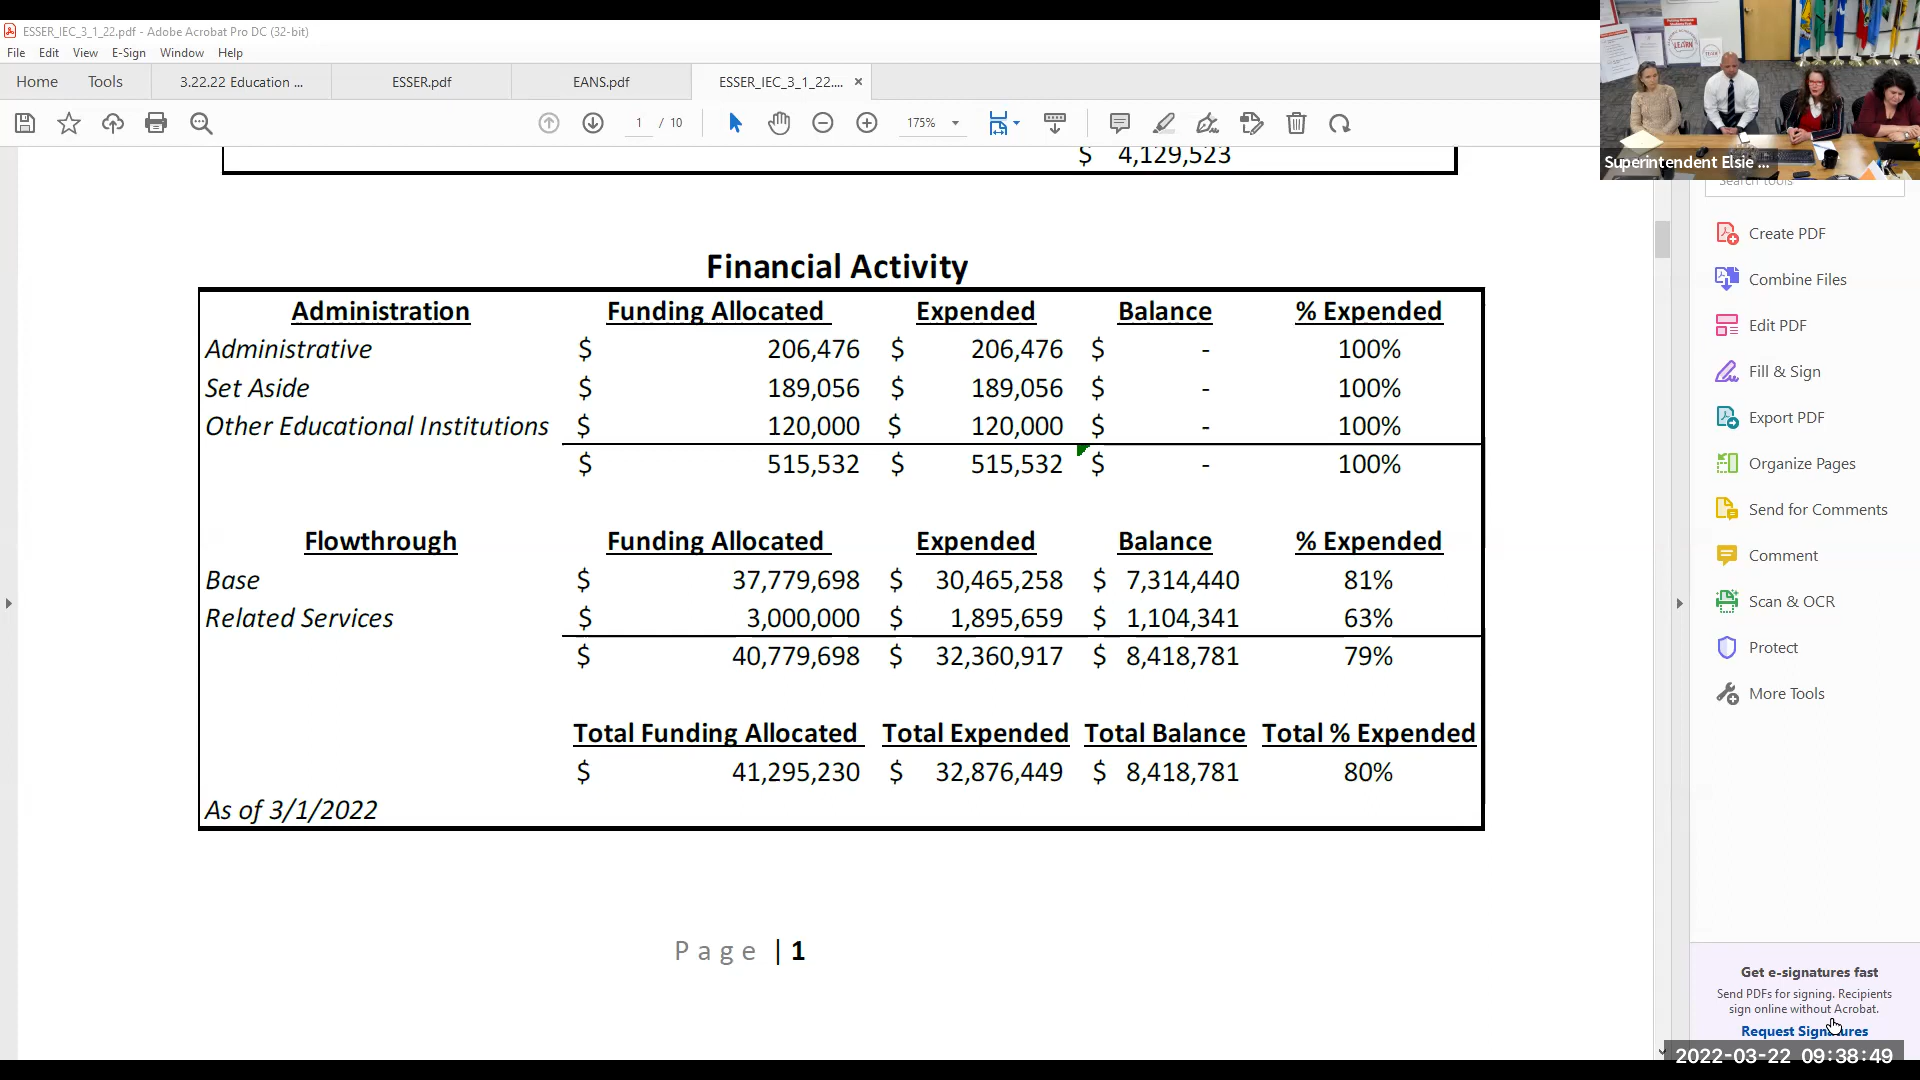 ESSER_IEC_3_1_22.pdf - Adobe Acrobat Pro DC (32-bit)
File Edit View E-Sign Window Help
Home Tools 3.22.22 Education ... ESSER.pdf EANS.pdf ESSER_IEC_3_1_22.... ×
1 / 10 175%
$ 4,129,523
Financial Activity
Administration Funding Allocated Expended Balance % Expended
Administrative $ 206,476 $ 206,476 $ - 100%
Set Aside $ 189,056 $ 189,056 $ - 100%
Other Educational Institutions $ 120,000 $ 120,000 $ - 100%
$ 515,532 $ 515,532 $ - 100%
Flowthrough Funding Allocated Expended Balance % Expended
Base $ 37,779,698 $ 30,465,258 $ 7,314,440 81%
Related Services $ 3,000,000 $ 1,895,659 $ 1,104,341 63%
$ 40,779,698 $ 32,360,917 $ 8,418,781 79%
Total Funding Allocated Total Expended Total Balance Total % Expended
$ 41,295,230 $ 32,876,449 $ 8,418,781 80%
As of 3/1/2022
Page | 1
LEARN
Superintendent Elsie ...
Search tools
Create PDF
Combine Files
Edit PDF
Fill & Sign
Export PDF
Organize Pages
Send for Comments
Comment
Scan & OCR
Protect
More Tools
Get e-signatures fast
Send PDFs for signing. Recipients
sign online without Acrobat.
Request Signatures
2022-03-22 09:38:49